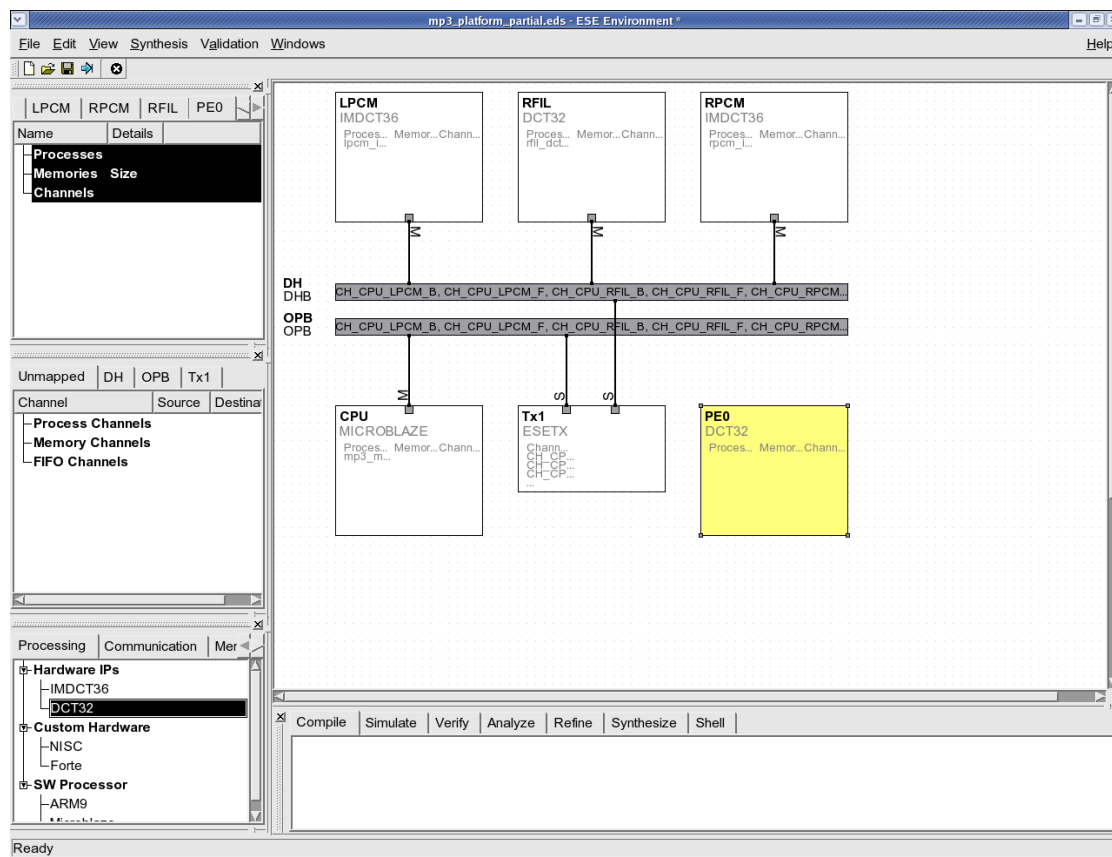 mp3_platform_partial.eds - ESE Environment *
File Edit View Synthesis Validation Windows Help
LPCM RPCM RFIL PE0
Name Details
Processes
Memories Size
Channels
Unmapped DH OPB Tx1
Channel Source Destina
Process Channels
Memory Channels
FIFO Channels
Processing Communication Mer
Hardware IPs
IMDCT36
DCT32
Custom Hardware
NISC
Forte
SW Processor
ARM9
LPCM
IMDCT36
Proces... Memor... Chann...
lpcm_i...
M
RFIL
DCT32
Proces... Memor... Chann...
rfil_dct...
M
RPCM
IMDCT36
Proces... Memor... Chann...
rpcm_i...
M
DH
DHB
CH_CPU_LPCM_B, CH_CPU_LPCM_F, CH_CPU_RFIL_B, CH_CPU_RFIL_F, CH_CPU_RPCM...
OPB
OPB
CH_CPU_LPCM_B, CH_CPU_LPCM_F, CH_CPU_RFIL_B, CH_CPU_RFIL_F, CH_CPU_RPCM...
M
CPU
MICROBLAZE
Proces... Memor... Chann...
mp3_m...
S S
Tx1
ESETX
Chann...
CH_CP...
CH_CP...
CH_CP...
...
PE0
DCT32
Proces... Memor... Chann...
Compile Simulate Verify Analyze Refine Synthesize Shell
Ready